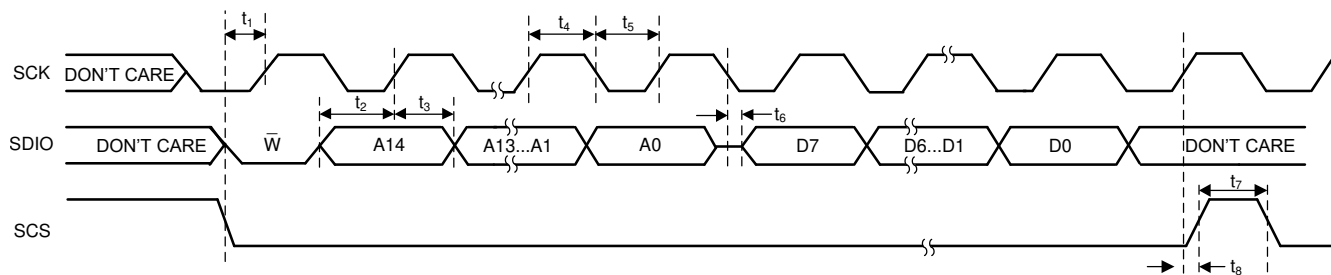 t1 t4 t5
SCK DON'T CARE
t2 t3 t6
SDIO DON'T CARE W̅ A14 A13...A1 A0 D7 D6...D1 D0 DON'T CARE
t7
SCS
t8